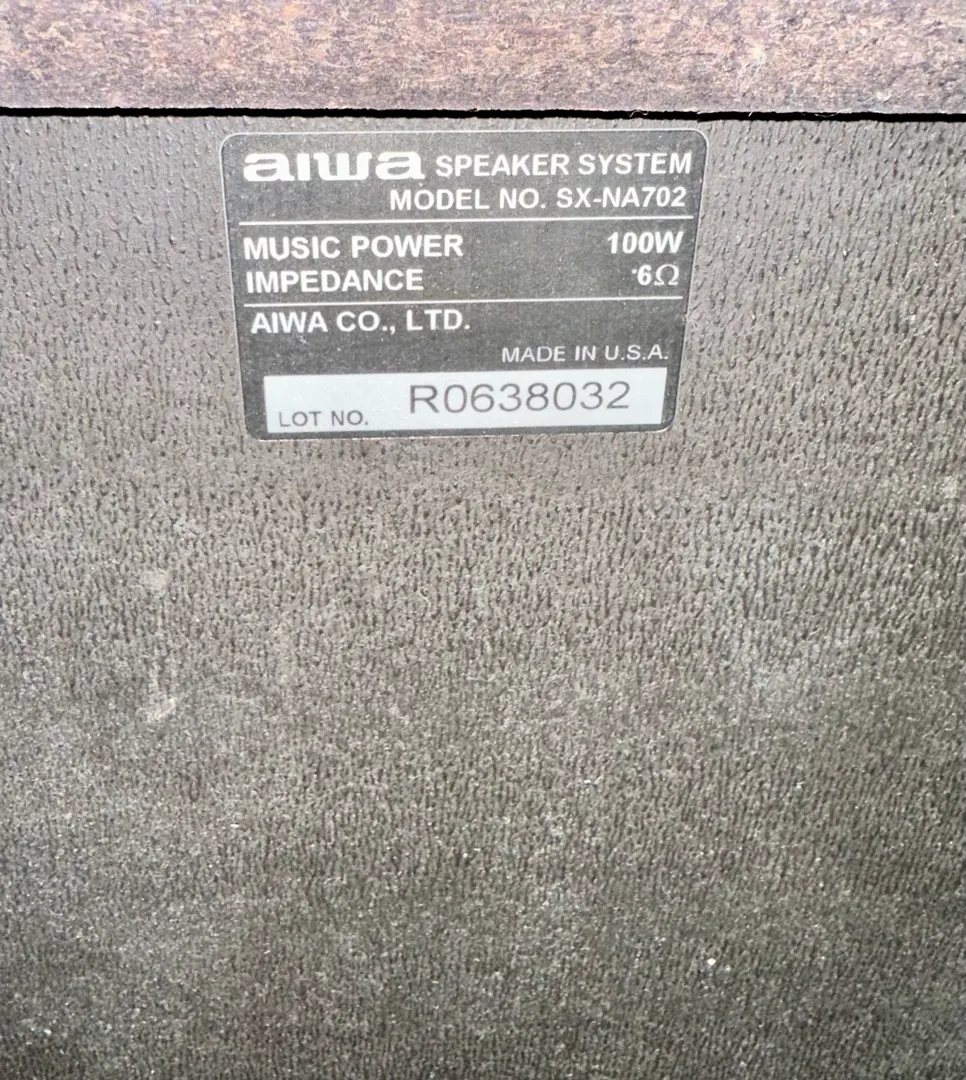 aiwa SPEAKER SYSTEM
MODEL NO. SX-NA702
MUSIC POWER 100W
IMPEDANCE 6Ω
AIWA CO., LTD.
MADE IN U.S.A.
LOT NO. R0638032